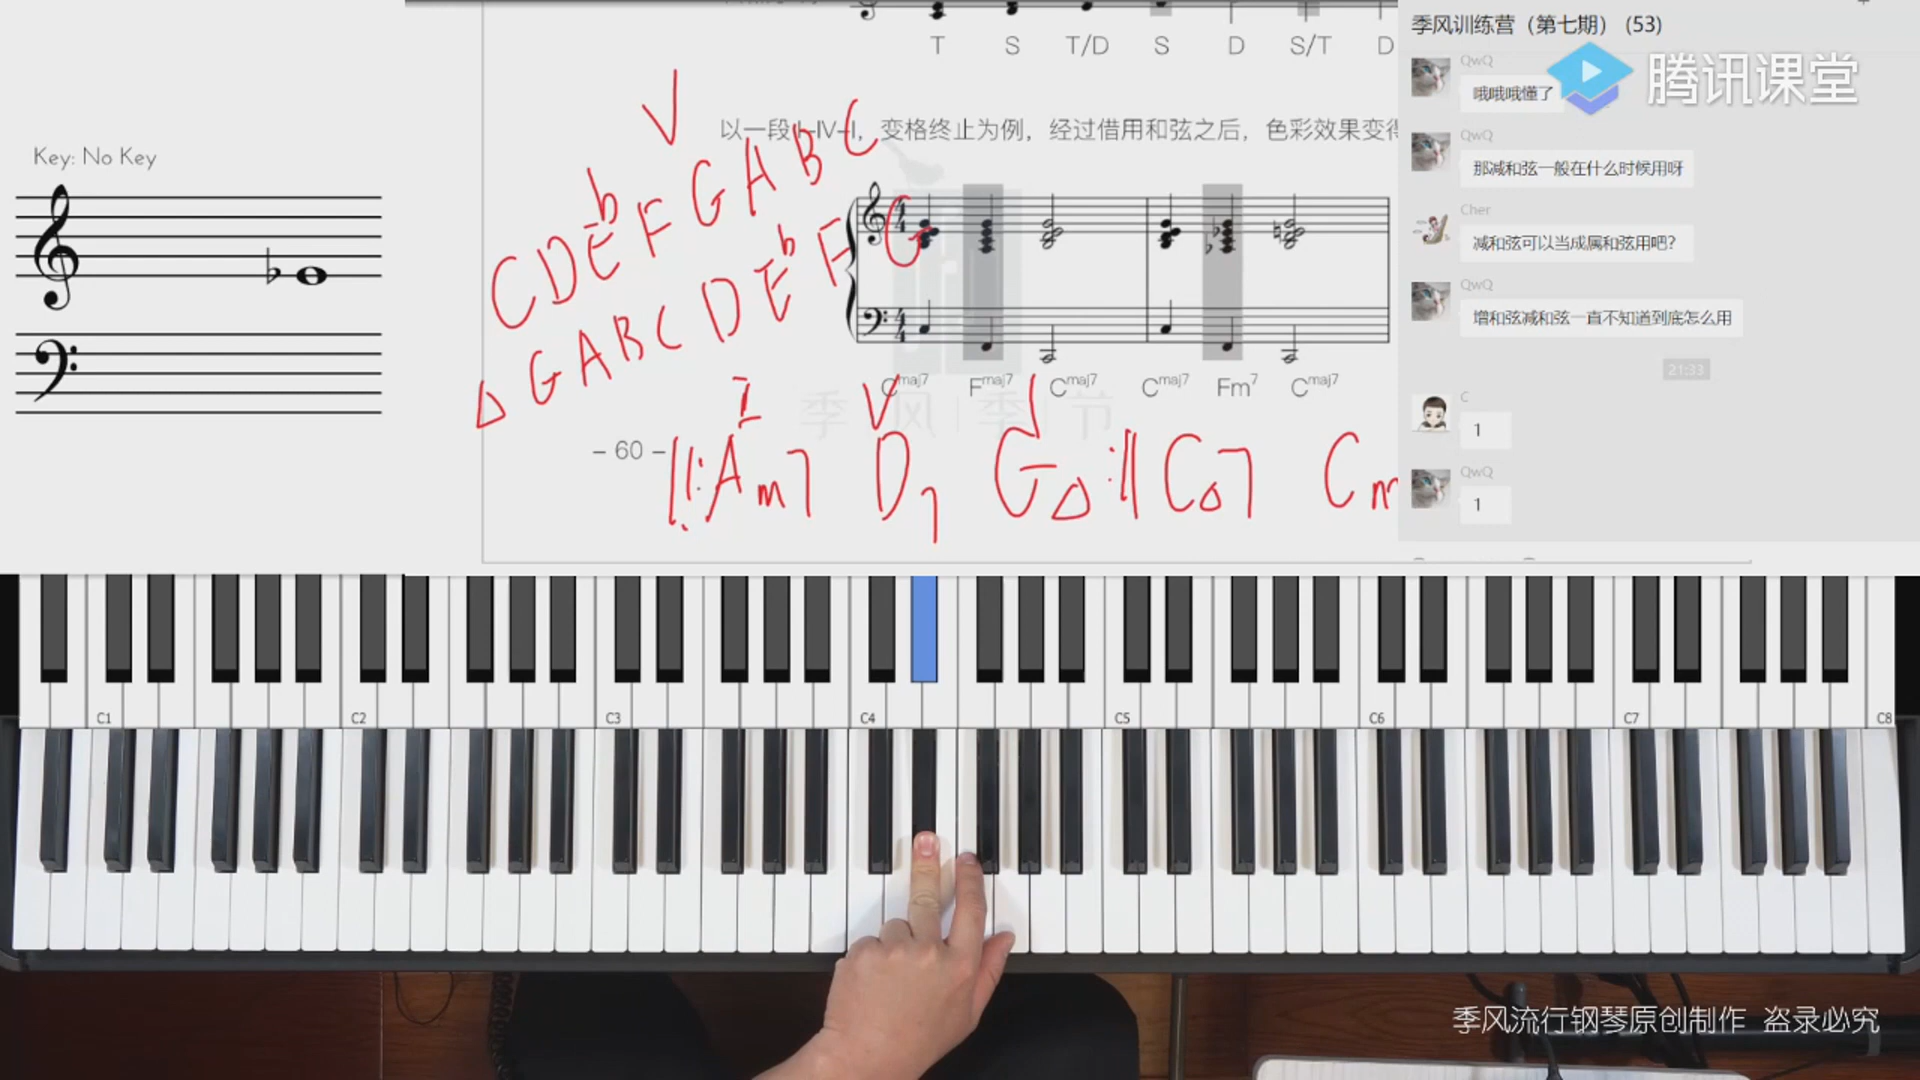 Key: No Key
T S T/D S D S/T D
以一段 I-IV-I，变格终止为例，经过借用和弦之后，色彩效果变得
V
C D E♭ F G A B C
△ G A B C D E♭ F G
Cmaj7 Fmaj7 Cmaj7 Cmaj7 Fm7 Cmaj7
季风|季节
V I
– 60 –
‖: Am7 D7 G△ :‖ C△7 Cm
季风训练营（第七期） (53)
腾讯课堂
QwQ
哦哦哦懂了
QwQ
那减和弦一般在什么时候用呀
Cher
减和弦可以当成属和弦用吧?
QwQ
增和弦减和弦一直不知道到底怎么用
21:33
C
1
QwQ
1
C1 C2 C3 C4 C5 C6 C7 C8
季风流行钢琴原创制作 盗录必究